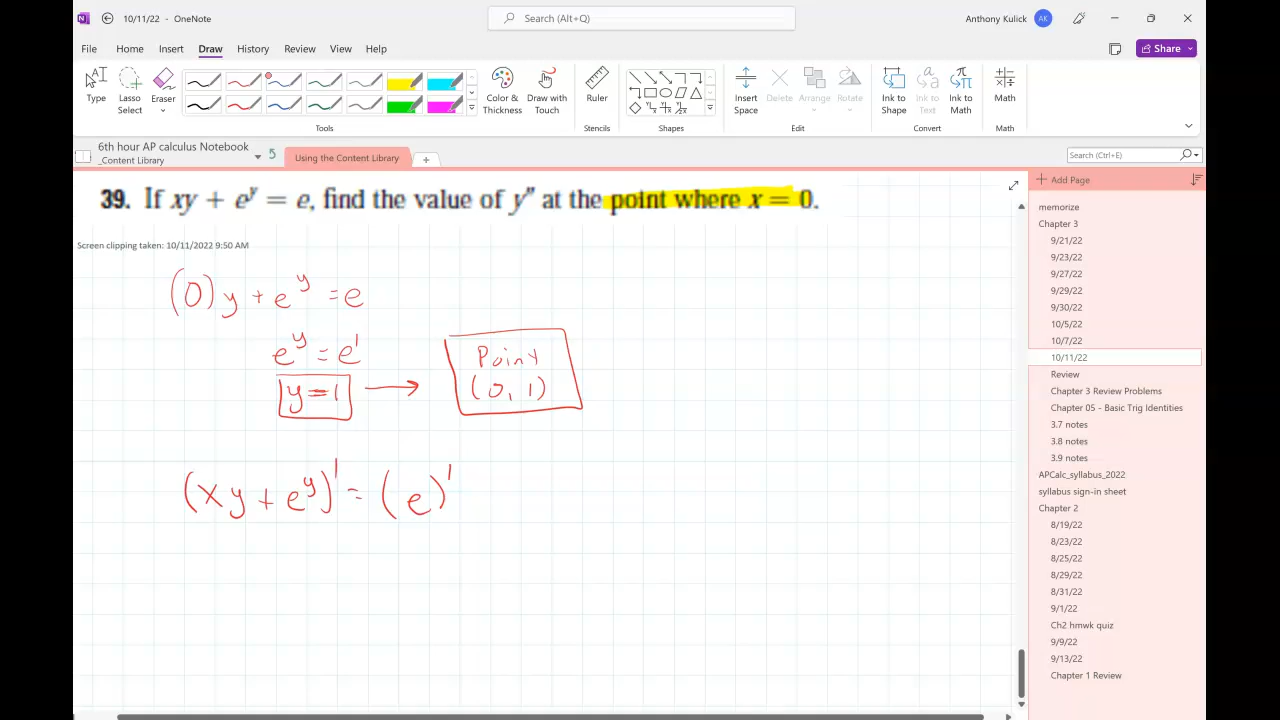 10/11/22 - OneNote
Search (Alt+Q)
Anthony Kulick
AK
File Home Insert Draw History Review View Help
Share
Type
Lasso Select
Eraser
Color & Thickness
Draw with Touch
Ruler
Insert Space
Delete
Arrange
Rotate
Ink to Shape
Ink to Text
Ink to Math
Math
Tools
Stencils
Shapes
Edit
Convert
Math
6th hour AP calculus Notebook
_Content Library
Using the Content Library
Search (Ctrl+E)
39. If xy + e^y = e, find the value of y″ at the point where x = 0.
Screen clipping taken: 10/11/2022 9:50 AM
(0)y + e^y = e
e^y = e^1
y = 1
Point
(0, 1)
(xy + e^y)' = (e)'
Add Page
memorize
Chapter 3
9/21/22
9/23/22
9/27/22
9/29/22
9/30/22
10/5/22
10/7/22
10/11/22
Review
Chapter 3 Review Problems
Chapter 05 - Basic Trig Identities
3.7 notes
3.8 notes
3.9 notes
APCalc_syllabus_2022
syllabus sign-in sheet
Chapter 2
8/19/22
8/23/22
8/25/22
8/29/22
8/31/22
9/1/22
Ch2 hmwk quiz
9/9/22
9/13/22
Chapter 1 Review